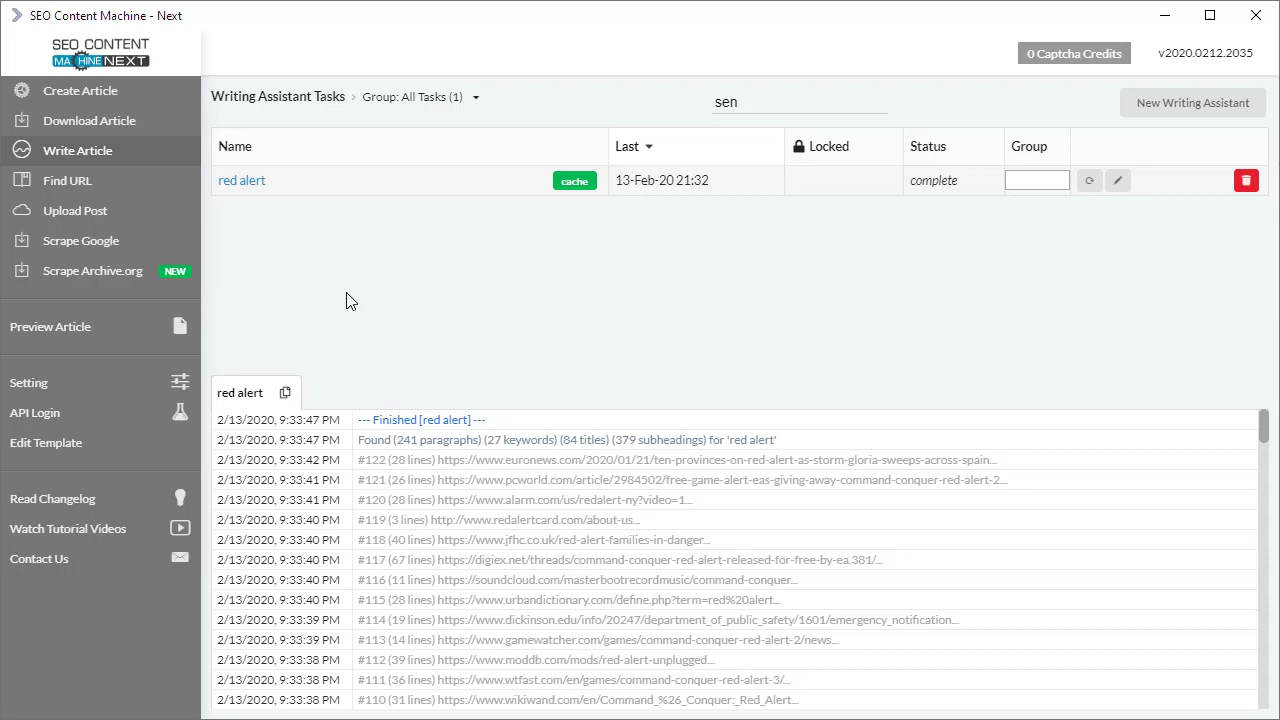 SEO Content Machine - Next
SEO CONTENT
MACHINE NEXT
0 Captcha Credits
v2020.0212.2035
Create Article
Download Article
Write Article
Find URL
Upload Post
Scrape Google
Scrape Archive.org NEW
Preview Article
Setting
API Login
Edit Template
Read Changelog
Watch Tutorial Videos
Contact Us
Writing Assistant Tasks › Group: All Tasks (1)
sen
New Writing Assistant
Name Last Locked Status Group
red alert cache 13-Feb-20 21:32 complete
red alert
2/13/2020, 9:33:47 PM --- Finished [red alert] ---
2/13/2020, 9:33:47 PM Found (241 paragraphs) (27 keywords) (84 titles) (379 subheadings) for 'red alert'
2/13/2020, 9:33:42 PM #122 (28 lines) https://www.euronews.com/2020/01/21/ten-provinces-on-red-alert-as-storm-gloria-sweeps-across-spain...
2/13/2020, 9:33:41 PM #121 (26 lines) https://www.pcworld.com/article/2984502/free-game-alert-eas-giving-away-command-conquer-red-alert-2...
2/13/2020, 9:33:41 PM #120 (28 lines) https://www.alarm.com/us/redalert-ny?video=1...
2/13/2020, 9:33:40 PM #119 (3 lines) http://www.redalertcard.com/about-us...
2/13/2020, 9:33:40 PM #118 (40 lines) https://www.jfhc.co.uk/red-alert-families-in-danger...
2/13/2020, 9:33:40 PM #117 (67 lines) https://digiex.net/threads/command-conquer-red-alert-released-for-free-by-ea.381/...
2/13/2020, 9:33:40 PM #116 (11 lines) https://soundcloud.com/masterbootrecordmusic/command-conquer...
2/13/2020, 9:33:40 PM #115 (28 lines) https://www.urbandictionary.com/define.php?term=red%20alert...
2/13/2020, 9:33:39 PM #114 (19 lines) https://www.dickinson.edu/info/20247/department_of_public_safety/1601/emergency_notification...
2/13/2020, 9:33:39 PM #113 (14 lines) https://www.gamewatcher.com/games/command-conquer-red-alert-2/news...
2/13/2020, 9:33:38 PM #112 (39 lines) https://www.moddb.com/mods/red-alert-unplugged...
2/13/2020, 9:33:38 PM #111 (36 lines) https://www.wtfast.com/en/games/command-conquer-red-alert-3/...
2/13/2020, 9:33:38 PM #110 (31 lines) https://www.wikiwand.com/en/Command_%26_Conquer:_Red_Alert...